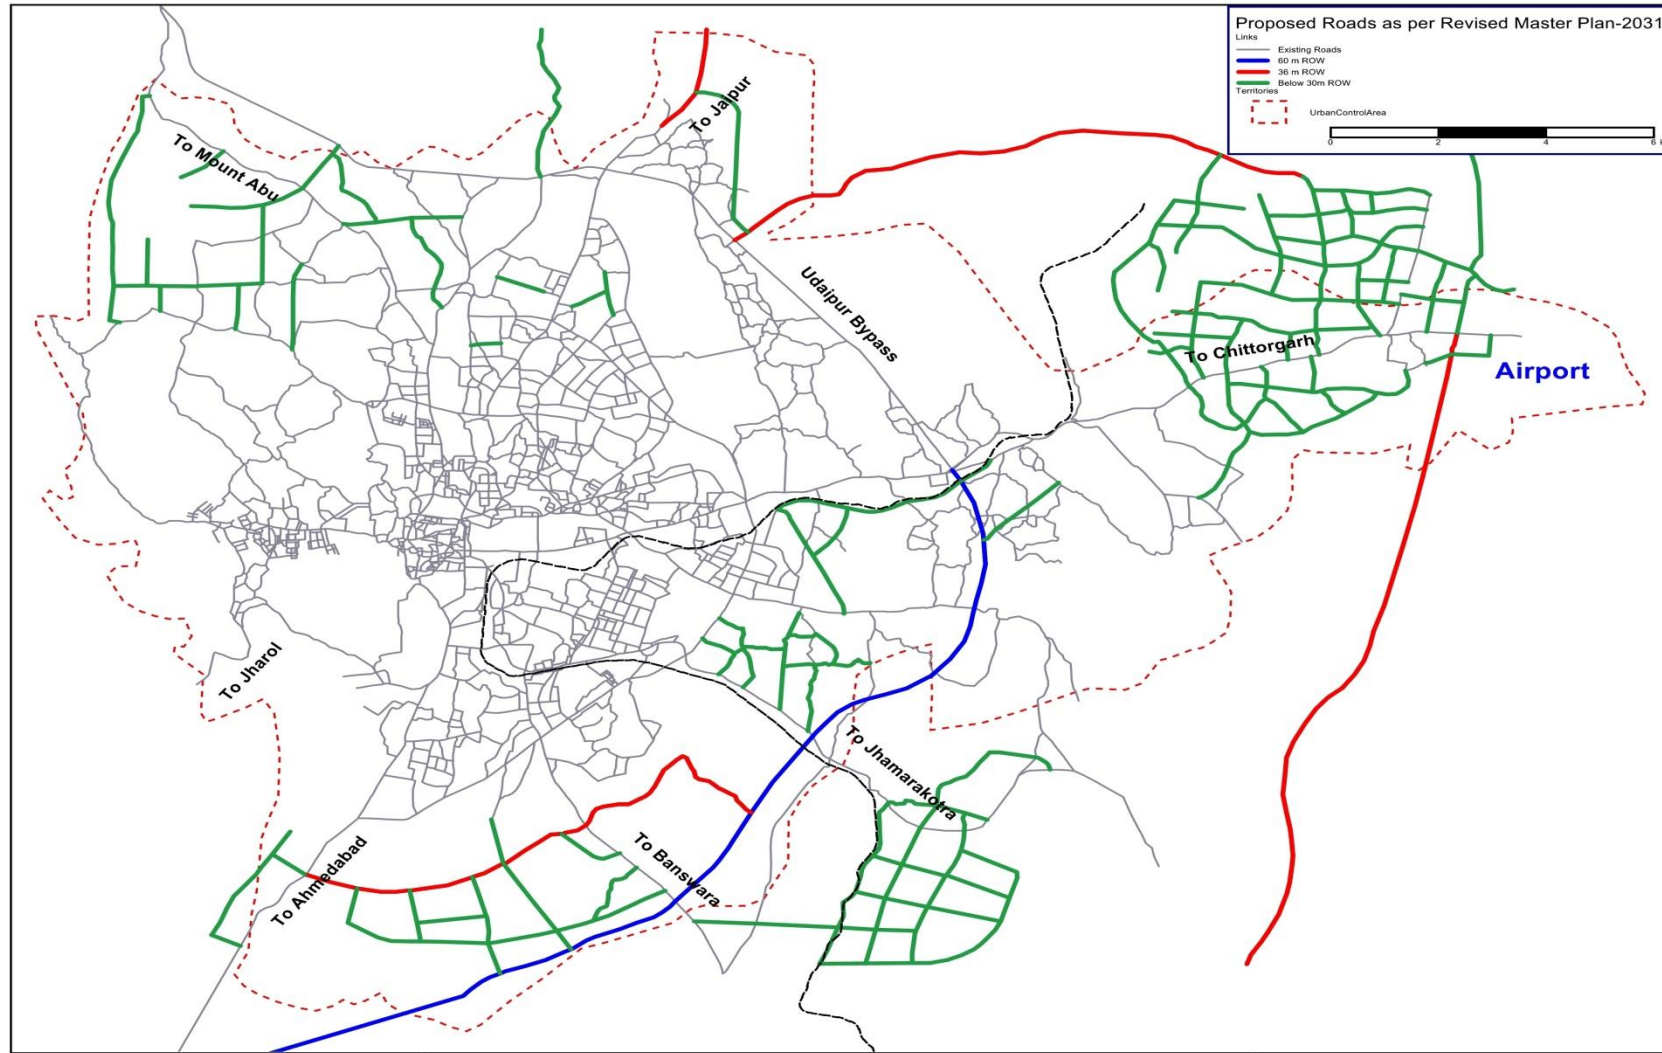 Proposed Roads as per Revised Master Plan-2031
Links
Existing Roads
60 m ROW
36 m ROW
Below 30m ROW
Territories
UrbanControlArea
0 2 4 6
To Jaipur
To Mount Abu
Udaipur Bypass
To Chittorgarh
Airport
To Jharol
To Jhamarakotra
To Banswara
To Ahmedabad